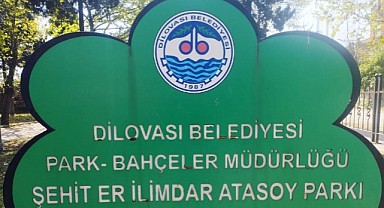 DİLOVASI BELEDİYESİ
1987
DİLOVASI BELEDİYESİ
PARK- BAHÇELER MÜDÜRLÜĞÜ
ŞEHİT ER İLİMDAR ATASOY PARKI